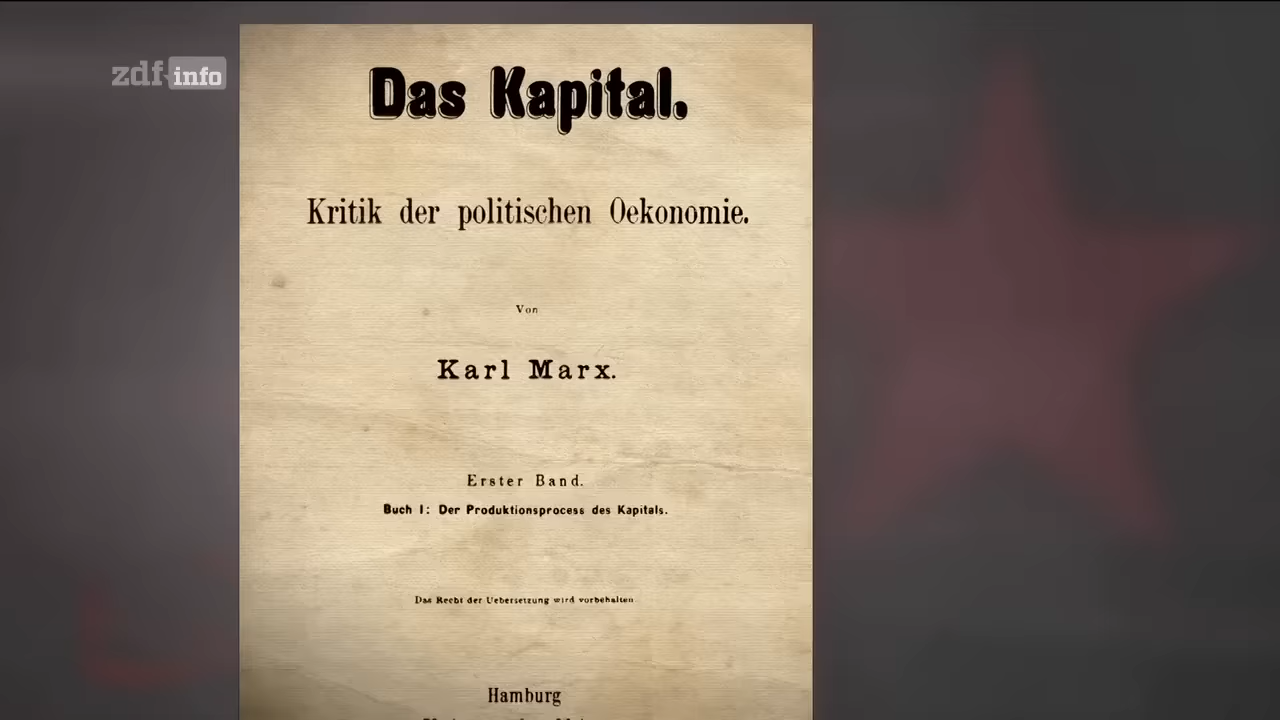 zdf info
Das Kapital.
Kritik der politischen Oekonomie.
Von
Karl Marx.
Erster Band.
Buch I: Der Produktionsprocess des Kapitals.
Das Recht der Uebersetzung wird vorbehalten
Hamburg